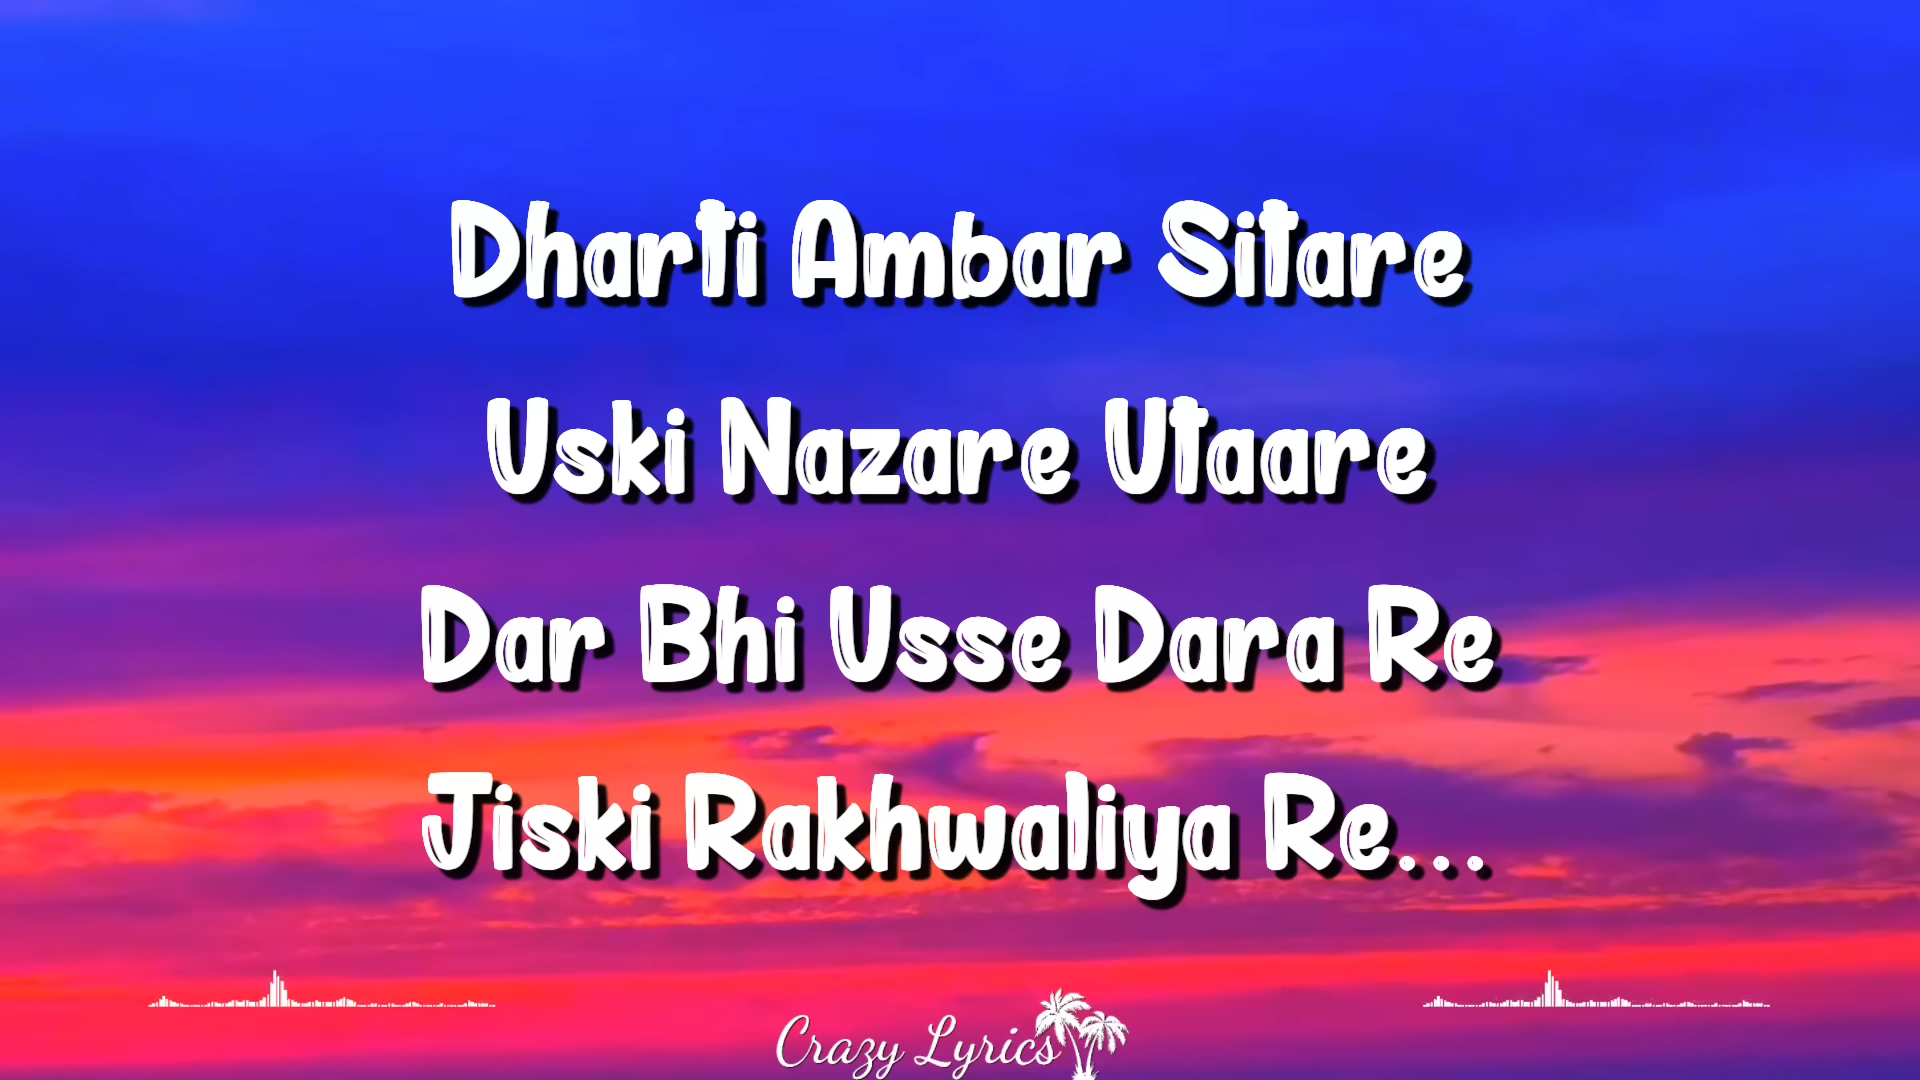 Dharti Ambar Sitare
Uski Nazare Utaare
Dar Bhi Usse Dara Re
Jiski Rakhwaliya Re...
Crazy Lyrics